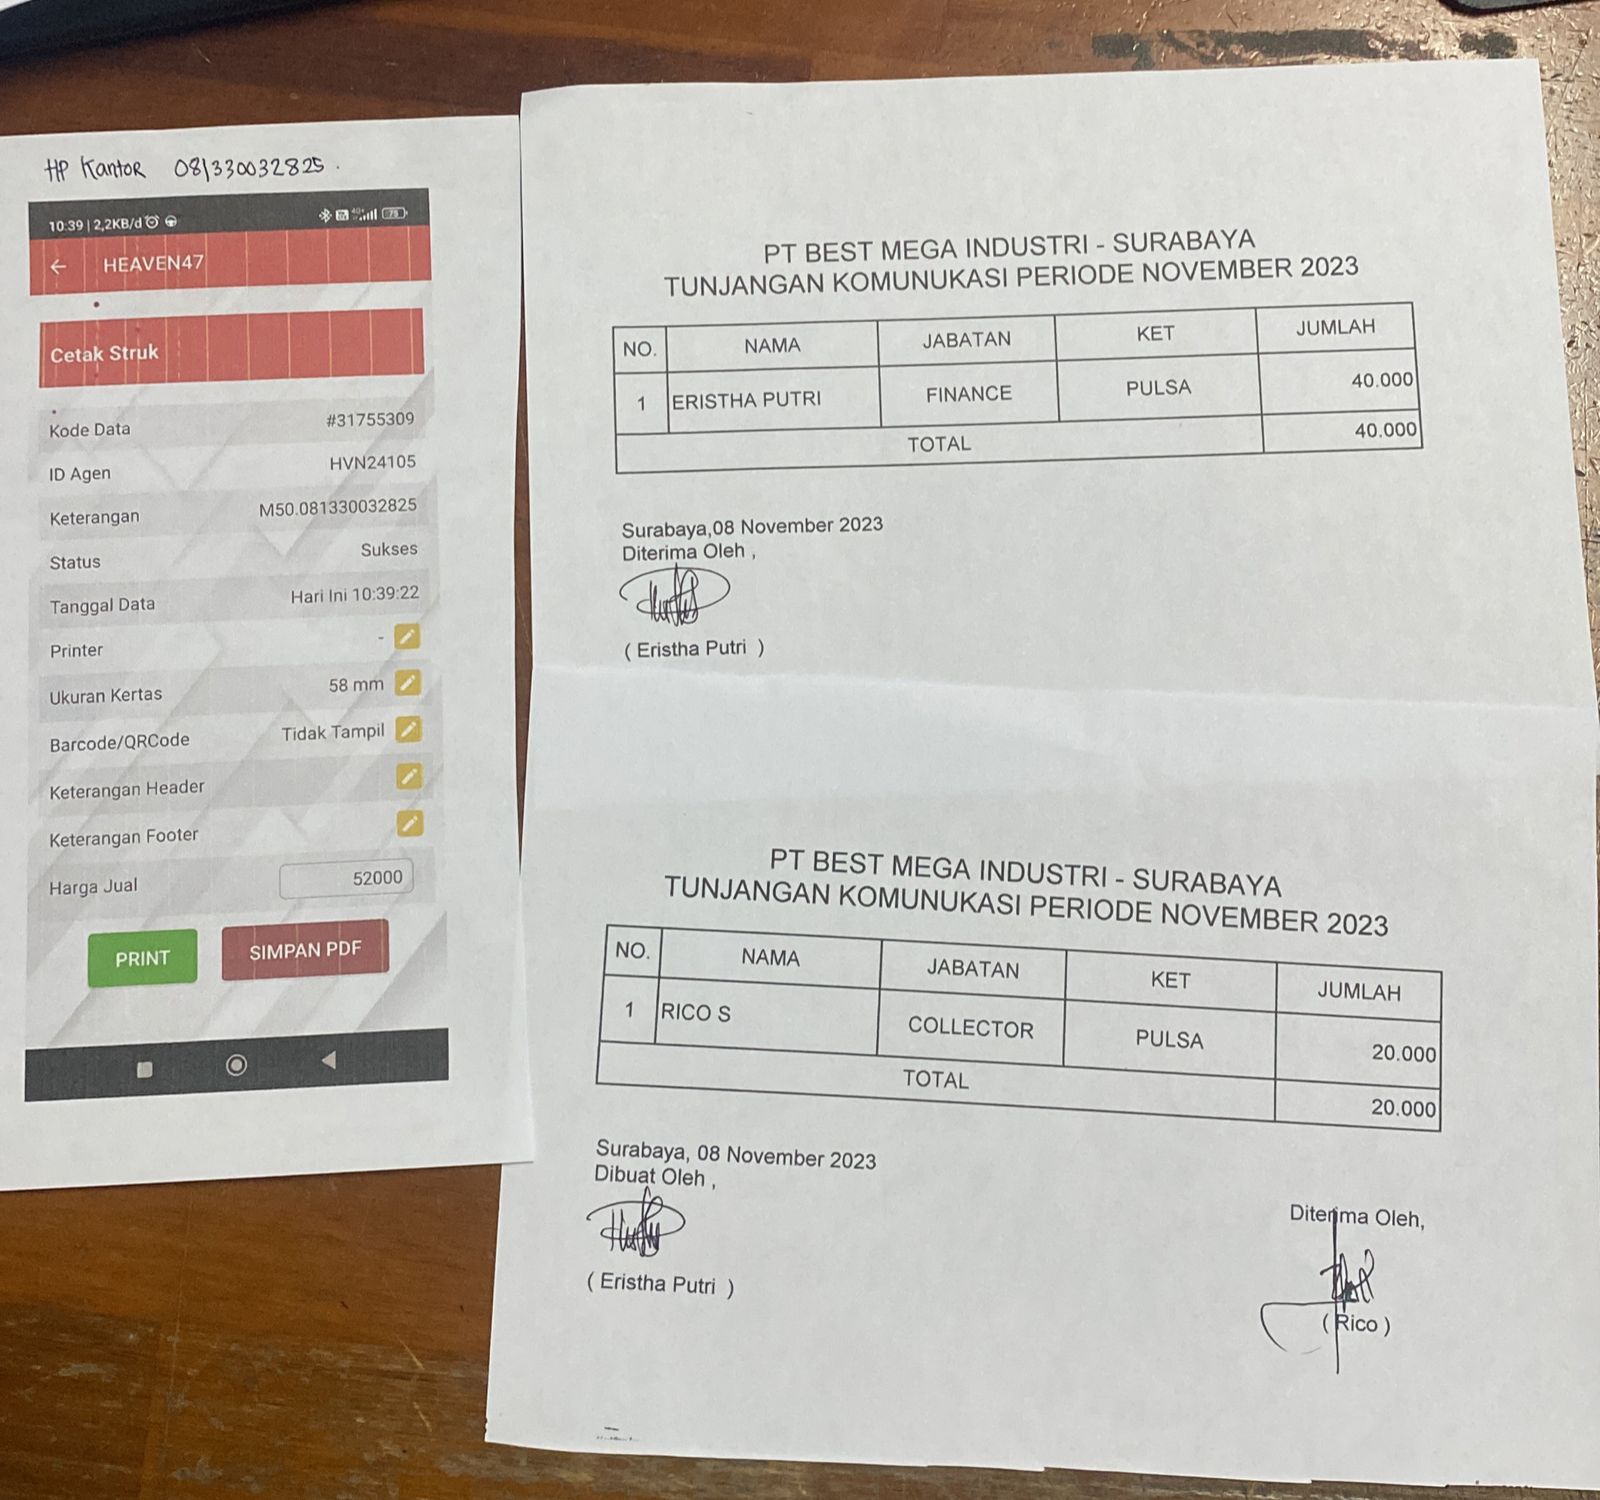 HP Kantor 081330032825.
10:39 | 2,2KB/d
4G+
79
HEAVEN47
Cetak Struk
Kode Data #31755309
ID Agen HVN24105
Keterangan M50.081330032825
Status Sukses
Tanggal Data Hari Ini 10:39:22
Printer -
Ukuran Kertas 58 mm
Barcode/QRCode Tidak Tampil
Keterangan Header
Keterangan Footer
Harga Jual 52000
PRINT SIMPAN PDF
PT BEST MEGA INDUSTRI - SURABAYA
TUNJANGAN KOMUNUKASI PERIODE NOVEMBER 2023
NO. NAMA JABATAN KET JUMLAH
1 ERISTHA PUTRI FINANCE PULSA 40.000
TOTAL 40.000
Surabaya,08 November 2023
Diterima Oleh ,
( Eristha Putri )
PT BEST MEGA INDUSTRI - SURABAYA
TUNJANGAN KOMUNUKASI PERIODE NOVEMBER 2023
NO. NAMA JABATAN KET JUMLAH
1 RICO S COLLECTOR PULSA 20.000
TOTAL 20.000
Surabaya, 08 November 2023
Dibuat Oleh ,
( Eristha Putri )
Diterima Oleh,
( Rico )